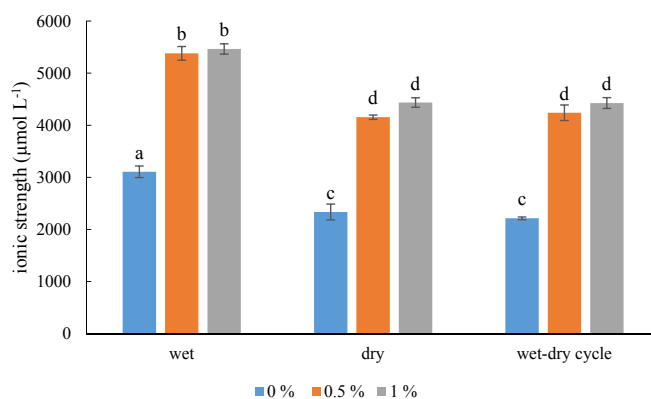 ionic strength (µmol L-1)
6000
5000
4000
3000
2000
1000
0
a
b
b
c
d
d
c
d
d
wet
dry
wet-dry cycle
0 %
0.5 %
1 %